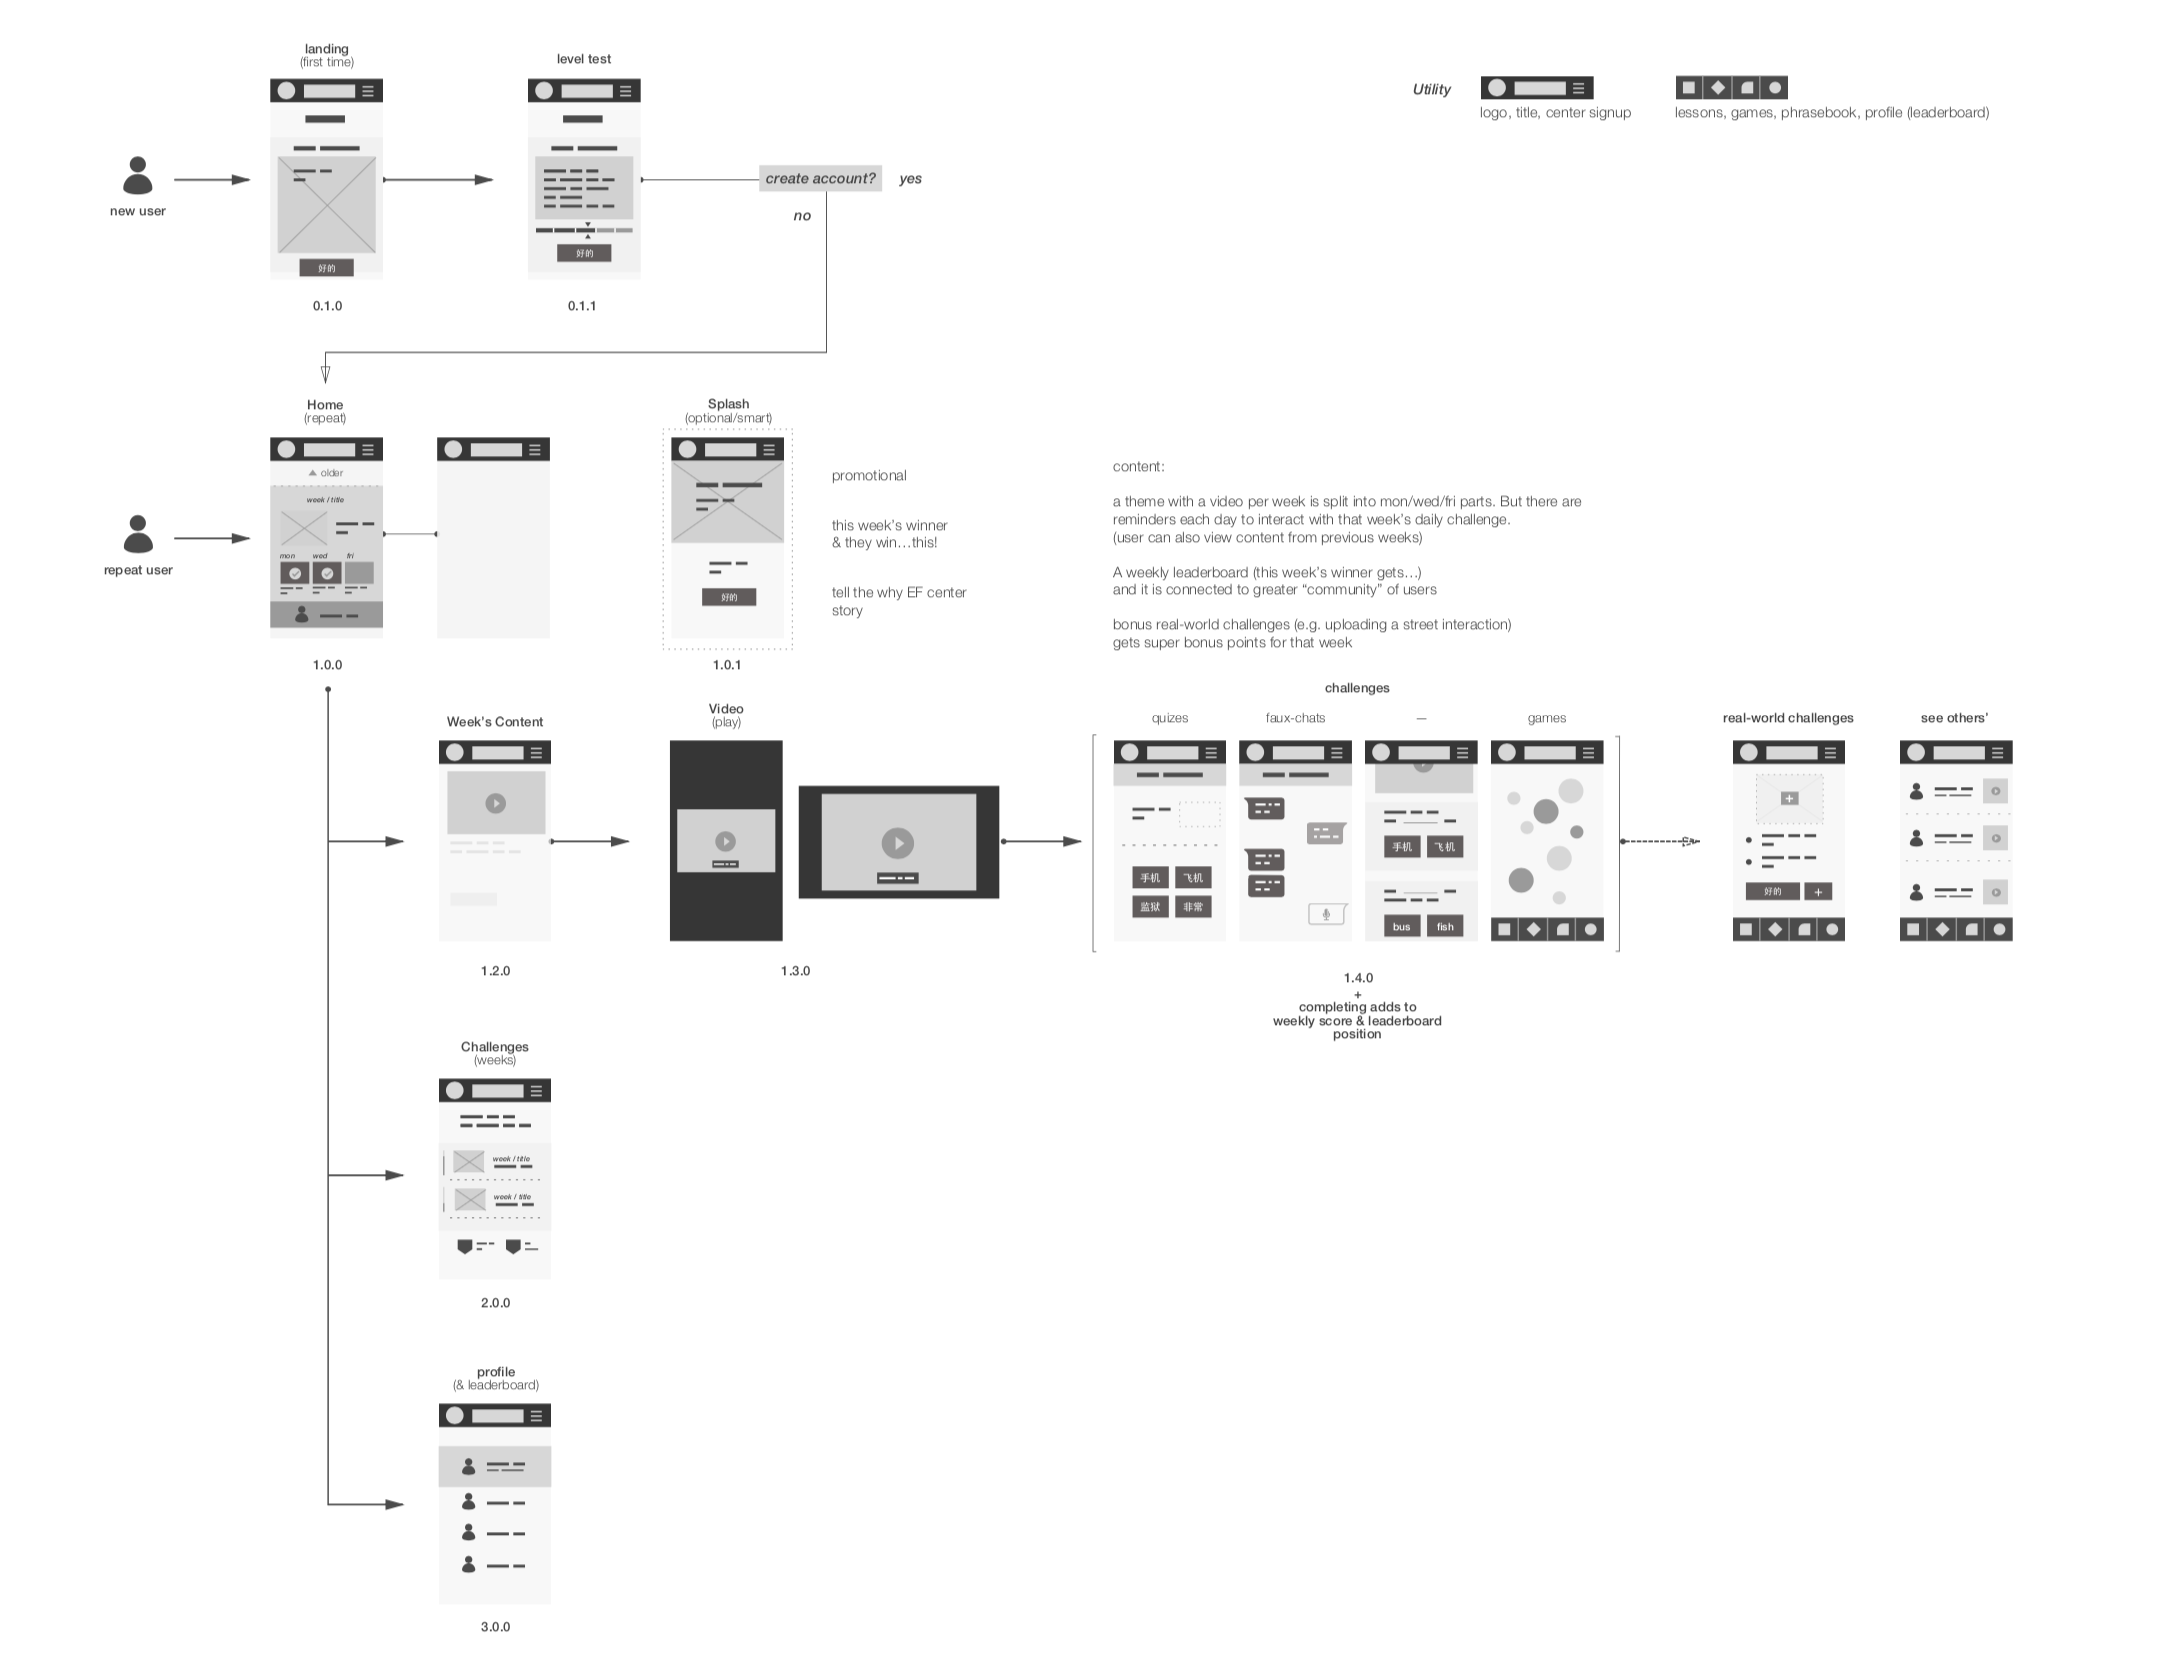 landing
(first time)
level test
Utility
logo, title, center signup
lessons, games, phrasebook, profile (leaderboard)
new user
create account?
yes
no
好的
好的
0.1.0
0.1.1
Home
(repeat)
older
week / title
mon
wed
fri
repeat user
1.0.0
Splash
(optional/smart)
好的
1.0.1
promotional
this week's winner
& they win...this!
tell the why EF center
story
content:
a theme with a video per week is split into mon/wed/fri parts. But there are
reminders each day to interact with that week's daily challenge.
(user can also view content from previous weeks)
A weekly leaderboard (this week's winner gets...)
and it is connected to greater "community" of users
bonus real-world challenges (e.g. uploading a street interaction)
gets super bonus points for that week
Week's Content
1.2.0
Video
(play)
1.3.0
challenges
quizes
faux-chats
—
games
手机
飞机
监狱
非常
手机
飞机
bus
fish
1.4.0
+
completing adds to
weekly score & leaderboard
position
real-world challenges
+
好的
+
see others'
Challenges
(weeks)
week / title
week / title
2.0.0
profile
(& leaderboard)
3.0.0